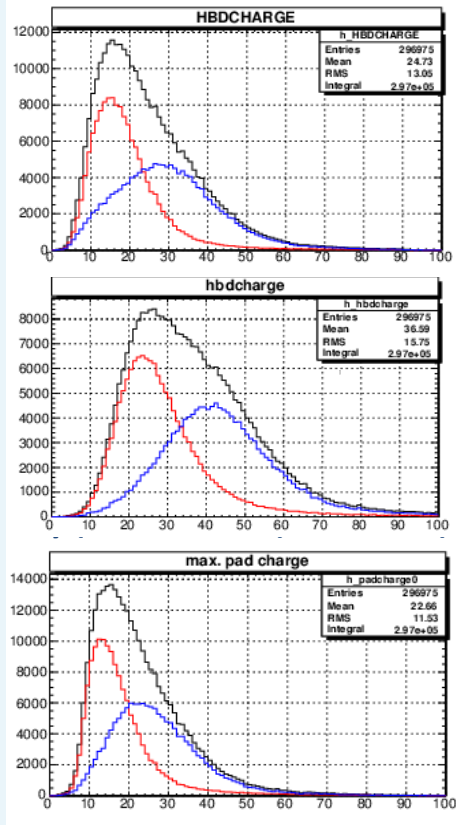 HBDCHARGE
h_HBDCHARGE
Entries 296975
Mean 24.73
RMS 13.05
Integral 2.97e+05
12000
10000
8000
6000
4000
2000
0
0 10 20 30 40 50 60 70 80 90 100
hbdcharge
h_hbdcharge
Entries 296975
Mean 36.59
RMS 15.75
Integral 2.97e+05
8000
7000
6000
5000
4000
3000
2000
1000
0
0 10 20 30 40 50 60 70 80 90 100
max. pad charge
h_padcharge0
Entries 296975
Mean 22.66
RMS 11.53
Integral 2.97e+05
14000
12000
10000
8000
6000
4000
2000
0
0 10 20 30 40 50 60 70 80 90 100